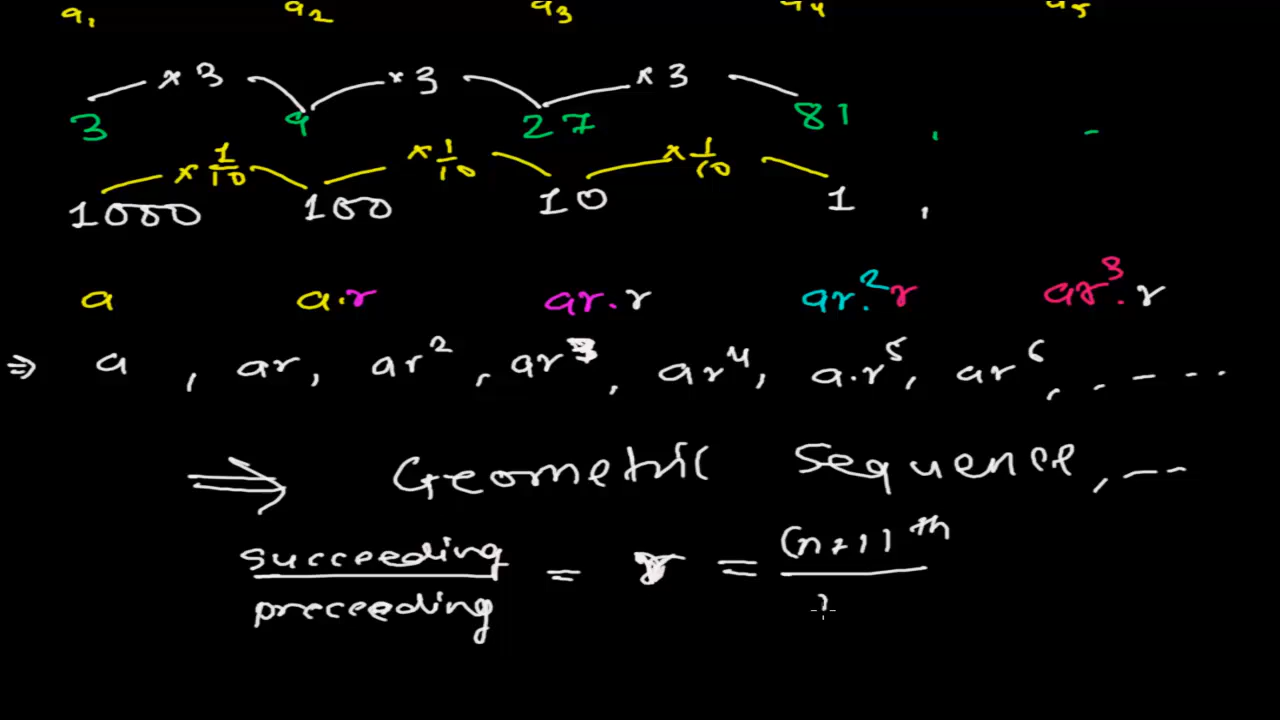 a₁ a₂ a₃ a₄ a₅
×3 ×3 ×3
3 9 27 81 , -
×1/10 ×1/10 ×1/10
1000 100 10 1 ,
a a·r ar·r ar²·r ar³·r
⇒ a , ar, ar², ar³, ar⁴, a.r⁵, ar⁶, . - - - -
⇒ Geometric Sequence, --
succeeding/preceeding = r = (n+1)th/